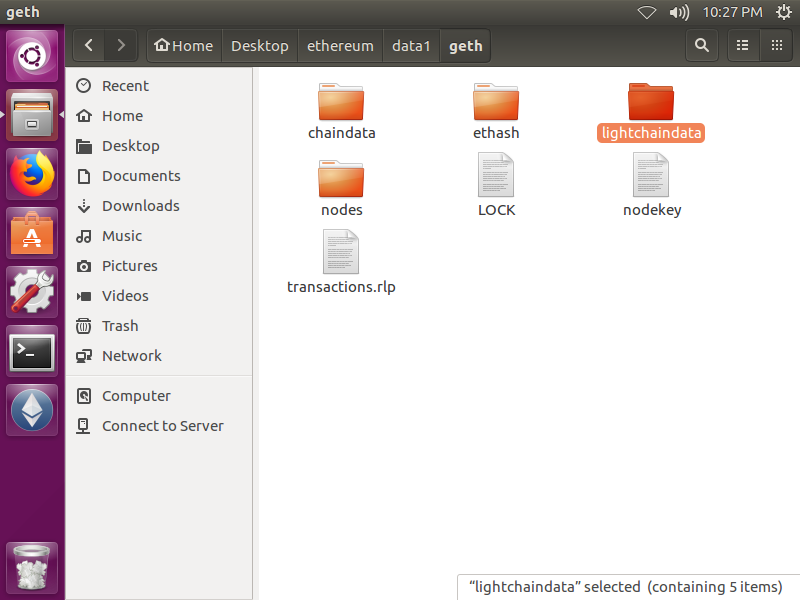 geth
10:27 PM
Home
Desktop
ethereum
data1
geth
Recent
Home
Desktop
Documents
Downloads
Music
Pictures
Videos
Trash
Network
Computer
Connect to Server
chaindata
ethash
lightchaindata
nodes
LOCK
nodekey
transactions.rlp
“lightchaindata” selected (containing 5 items)